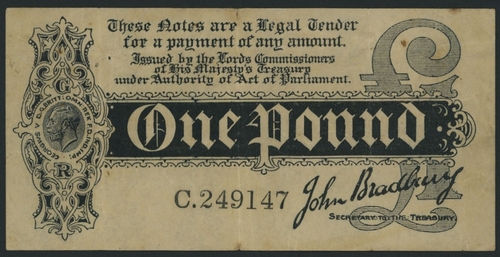 These Notes are a Legal Tender
for a payment of any amount.
Issued by the Lords Commissioners
of His Majesty's Treasury
under Authority of Act of Parliament.
£
G
R
One Pound
C.249147
John Bradbury
SECRETARY TO THE TREASURY.
£1